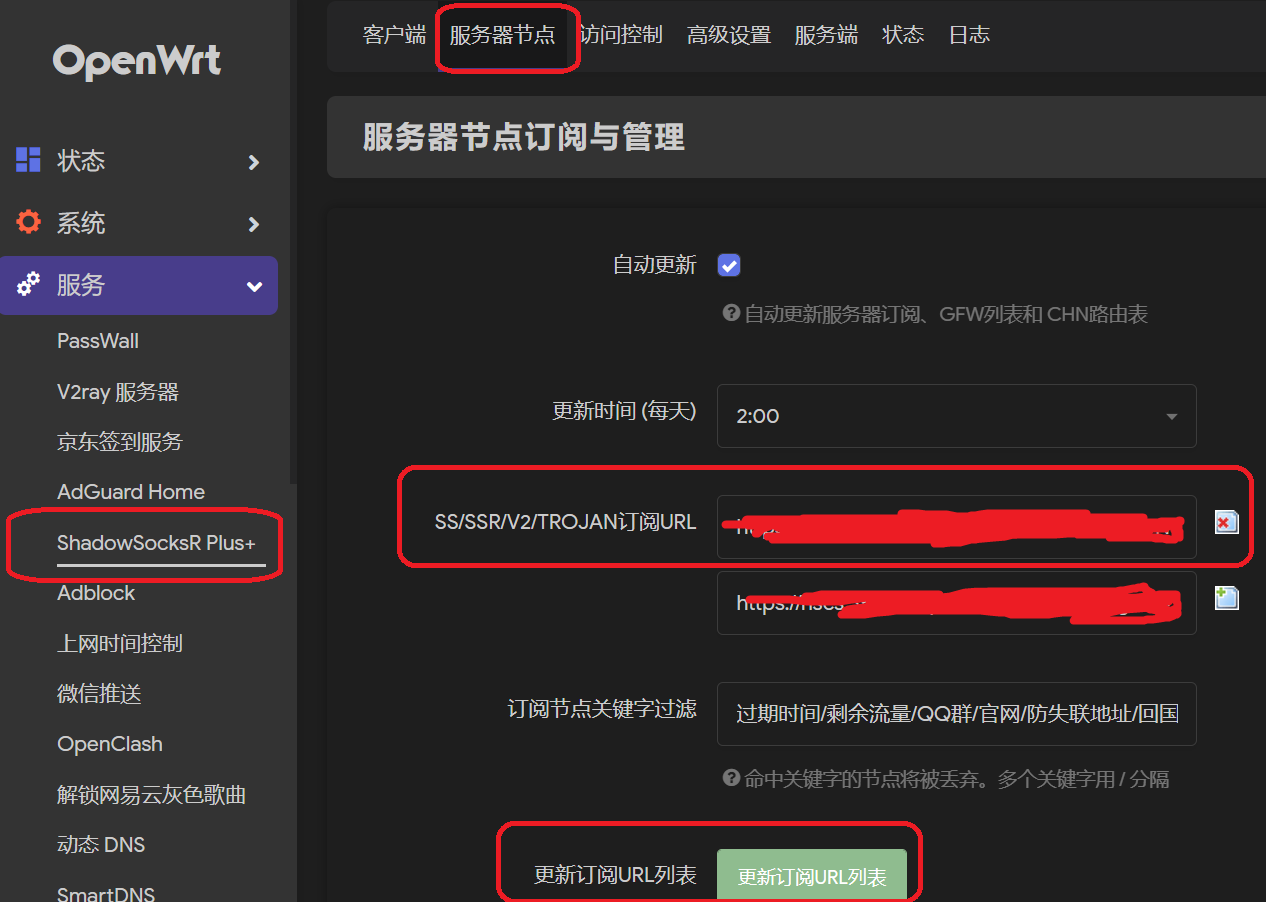 OpenWrt
状态
系统
服务
PassWall
V2ray 服务器
京东签到服务
AdGuard Home
ShadowSocksR Plus+
Adblock
上网时间控制
微信推送
OpenClash
解锁网易云灰色歌曲
动态 DNS
SmartDNS
客户端 服务器节点 访问控制 高级设置 服务端 状态 日志
服务器节点订阅与管理
自动更新
自动更新服务器订阅、GFW列表和 CHN路由表
更新时间 (每天) 2:00
SS/SSR/V2/TROJAN订阅URL
https://
订阅节点关键字过滤 过期时间/剩余流量/QQ群/官网/防失联地址/回国
命中关键字的节点将被丢弃。多个关键字用 / 分隔
更新订阅URL列表 更新订阅URL列表